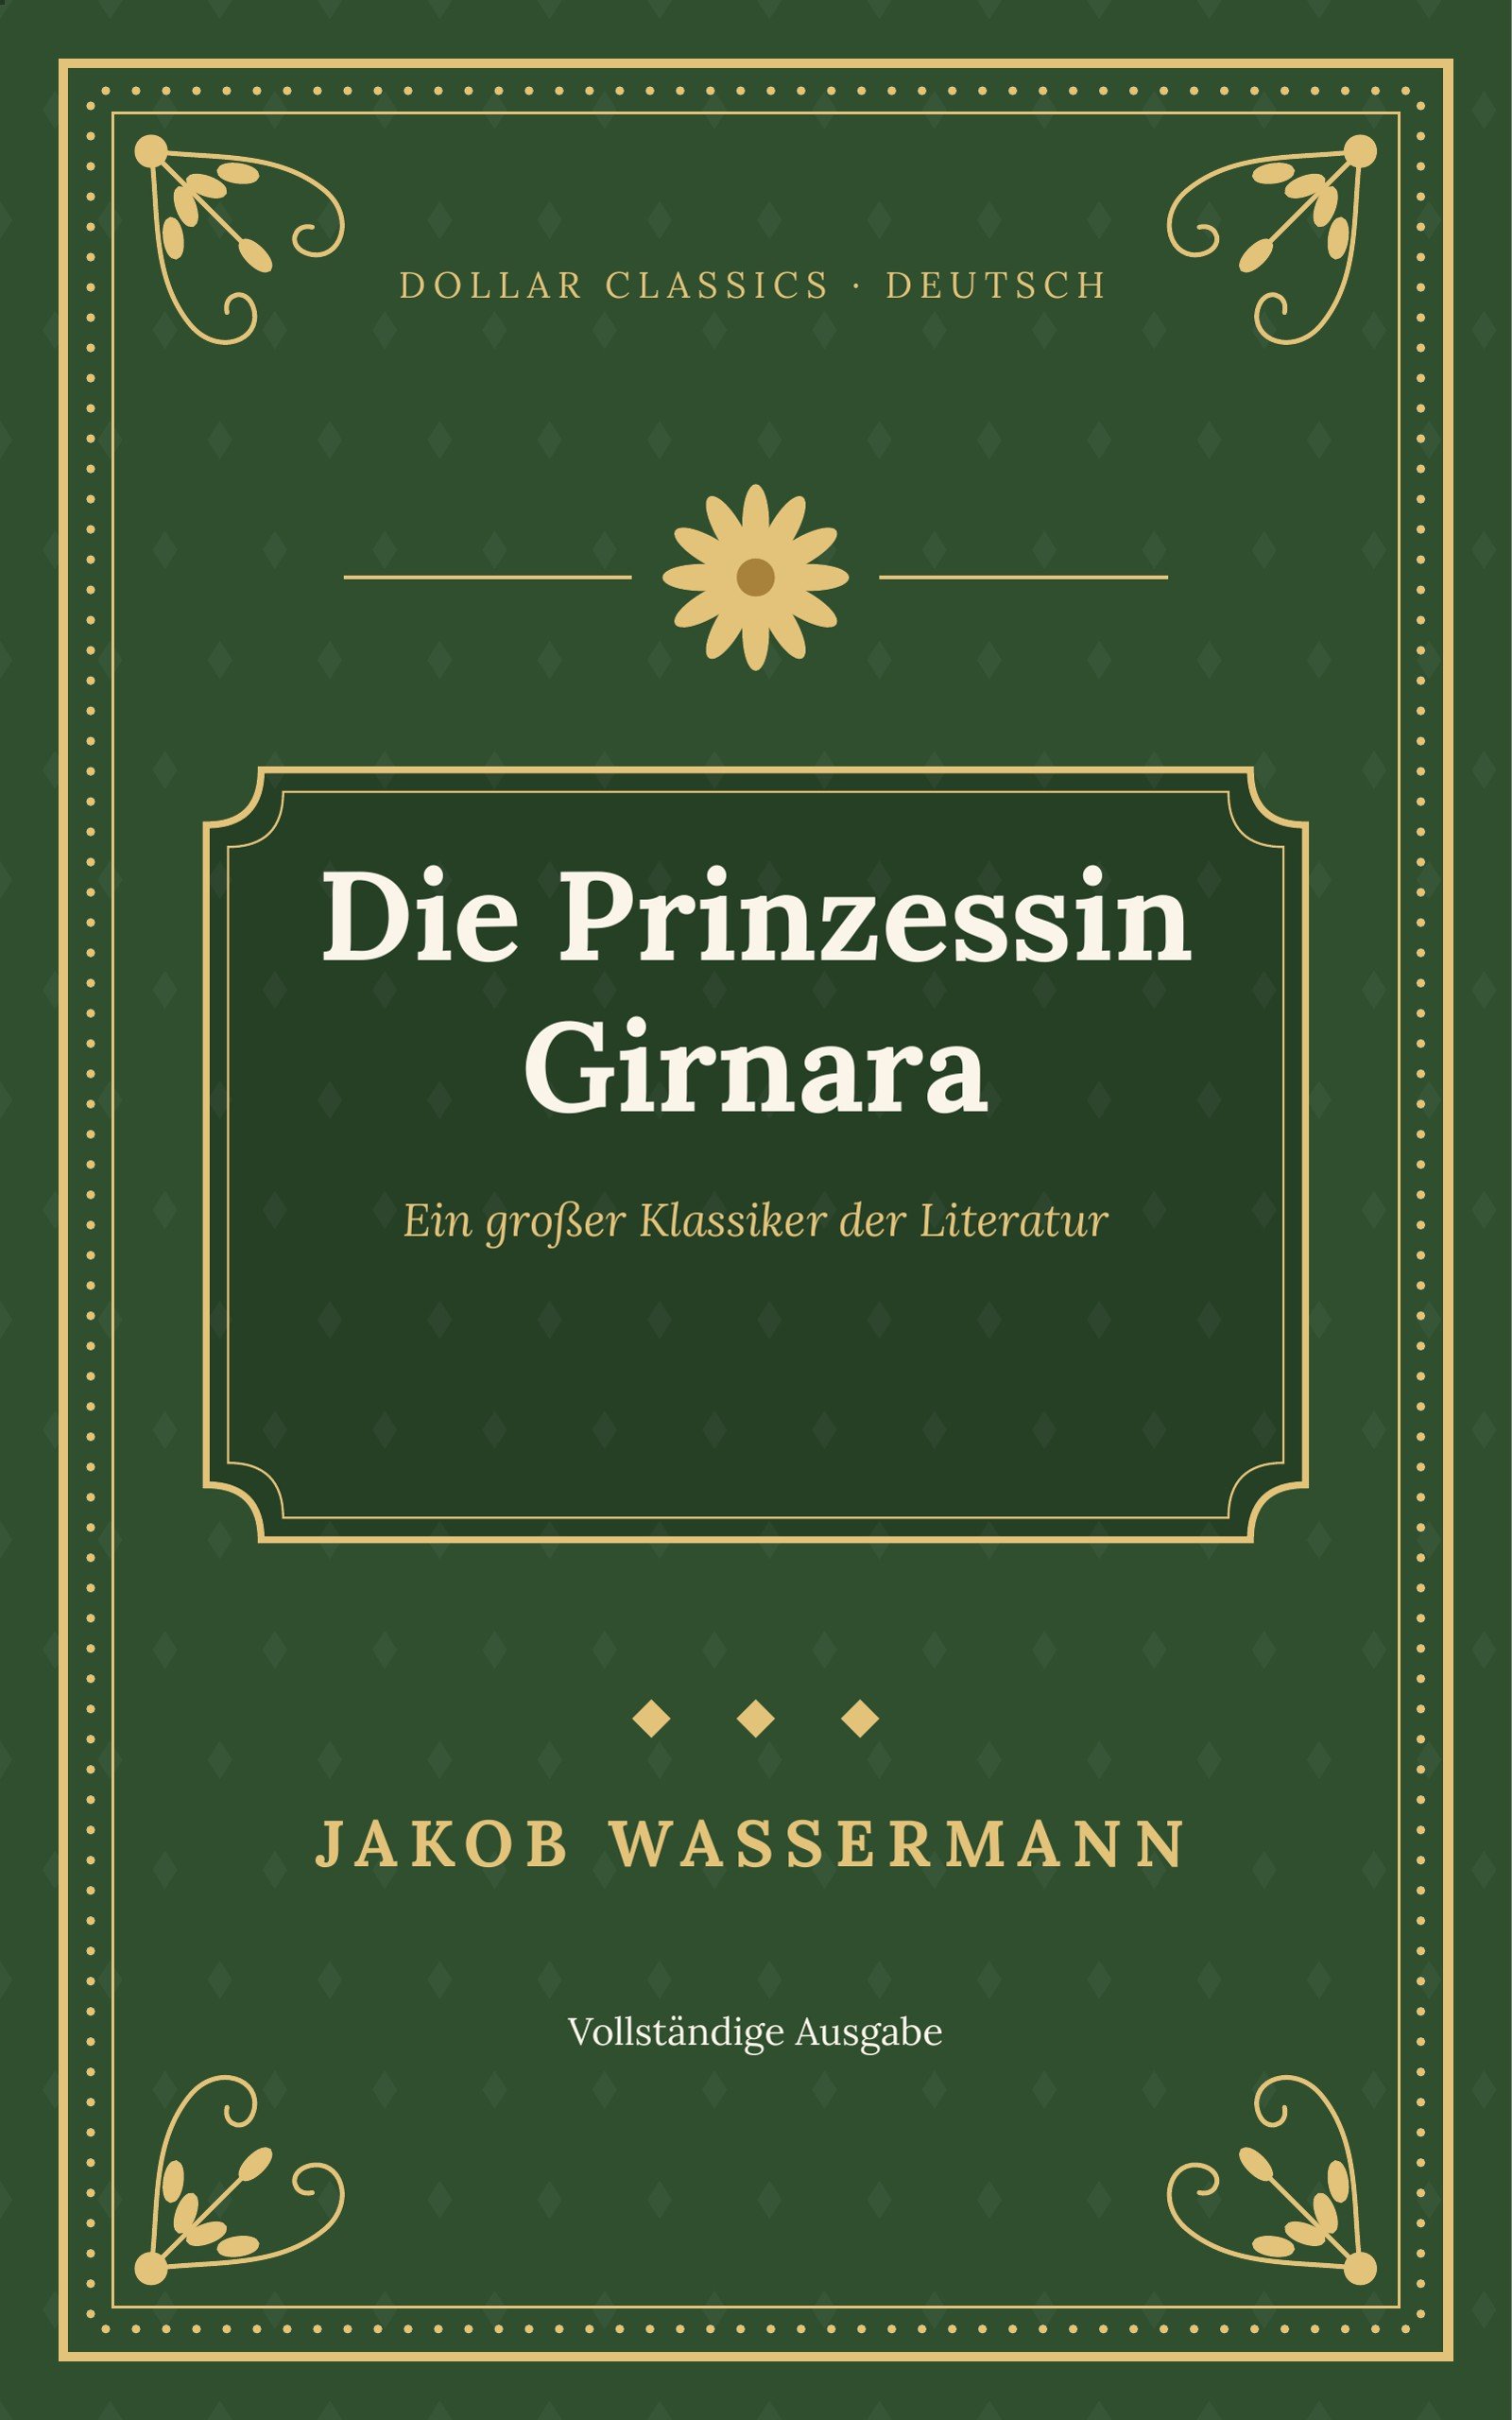 DOLLAR CLASSICS · DEUTSCH
Die Prinzessin
Girnara
Ein großer Klassiker der Literatur
JAKOB WASSERMANN
Vollständige Ausgabe